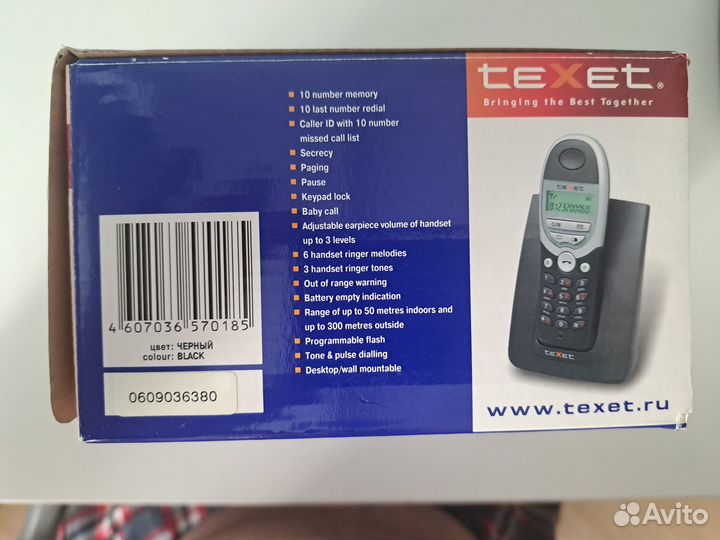 texet®
Bringing the Best Together
10 number memory
10 last number redial
Caller ID with 10 number
missed call list
Secrecy
Paging
Pause
Keypad lock
Baby call
Adjustable earpiece volume of handset
up to 3 levels
6 handset ringer melodies
3 handset ringer tones
Out of range warning
Battery empty indication
Range of up to 50 metres indoors and
up to 300 metres outside
Programmable flash
Tone & pulse dialling
Desktop/wall mountable
4 607036 570185
цвет: ЧЕРНЫЙ
colour: BLACK
0609036380
texet
8123200060
texet
www.texet.ru
Avito